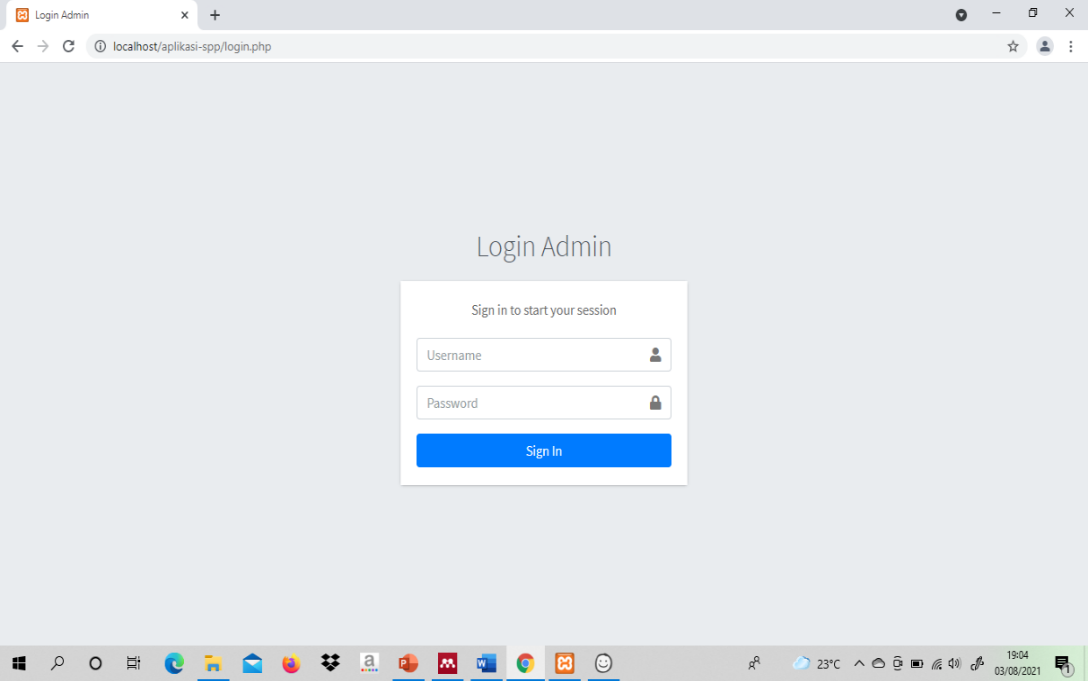 Login Admin
localhost/aplikasi-spp/login.php
Login Admin
Sign in to start your session
Username
Password
Sign In
23°C
19:04
03/08/2021
1